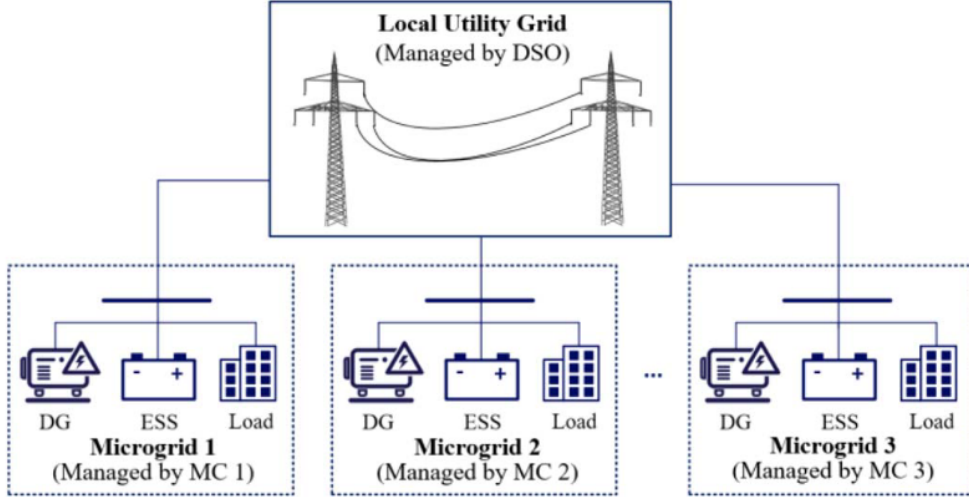 Local Utility Grid
(Managed by DSO)
- +
DG ESS Load
Microgrid 1
(Managed by MC 1)
- +
DG ESS Load
Microgrid 2
(Managed by MC 2)
...
- +
DG ESS Load
Microgrid 3
(Managed by MC 3)